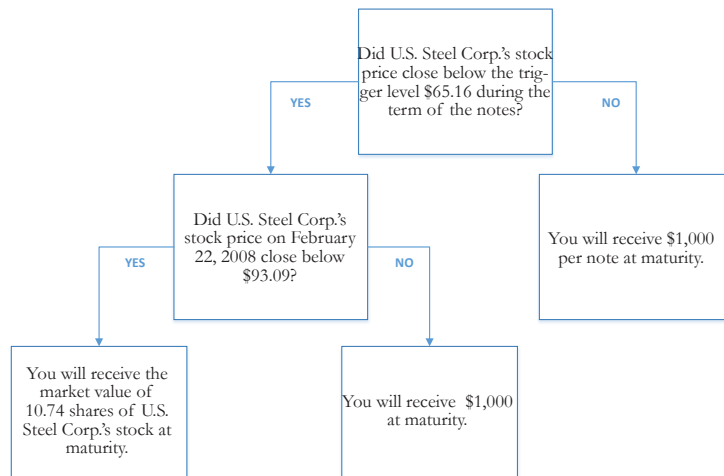 Did U.S. Steel Corp.'s stock
price close below the trig-
ger level $65.16 during the
term of the notes?
YES
NO
Did U.S. Steel Corp.'s
stock price on February
22, 2008 close below
$93.09?
You will receive $1,000
per note at maturity.
YES
NO
You will receive the
market value of
10.74 shares of U.S.
Steel Corp.'s stock at
maturity.
You will receive $1,000
at maturity.